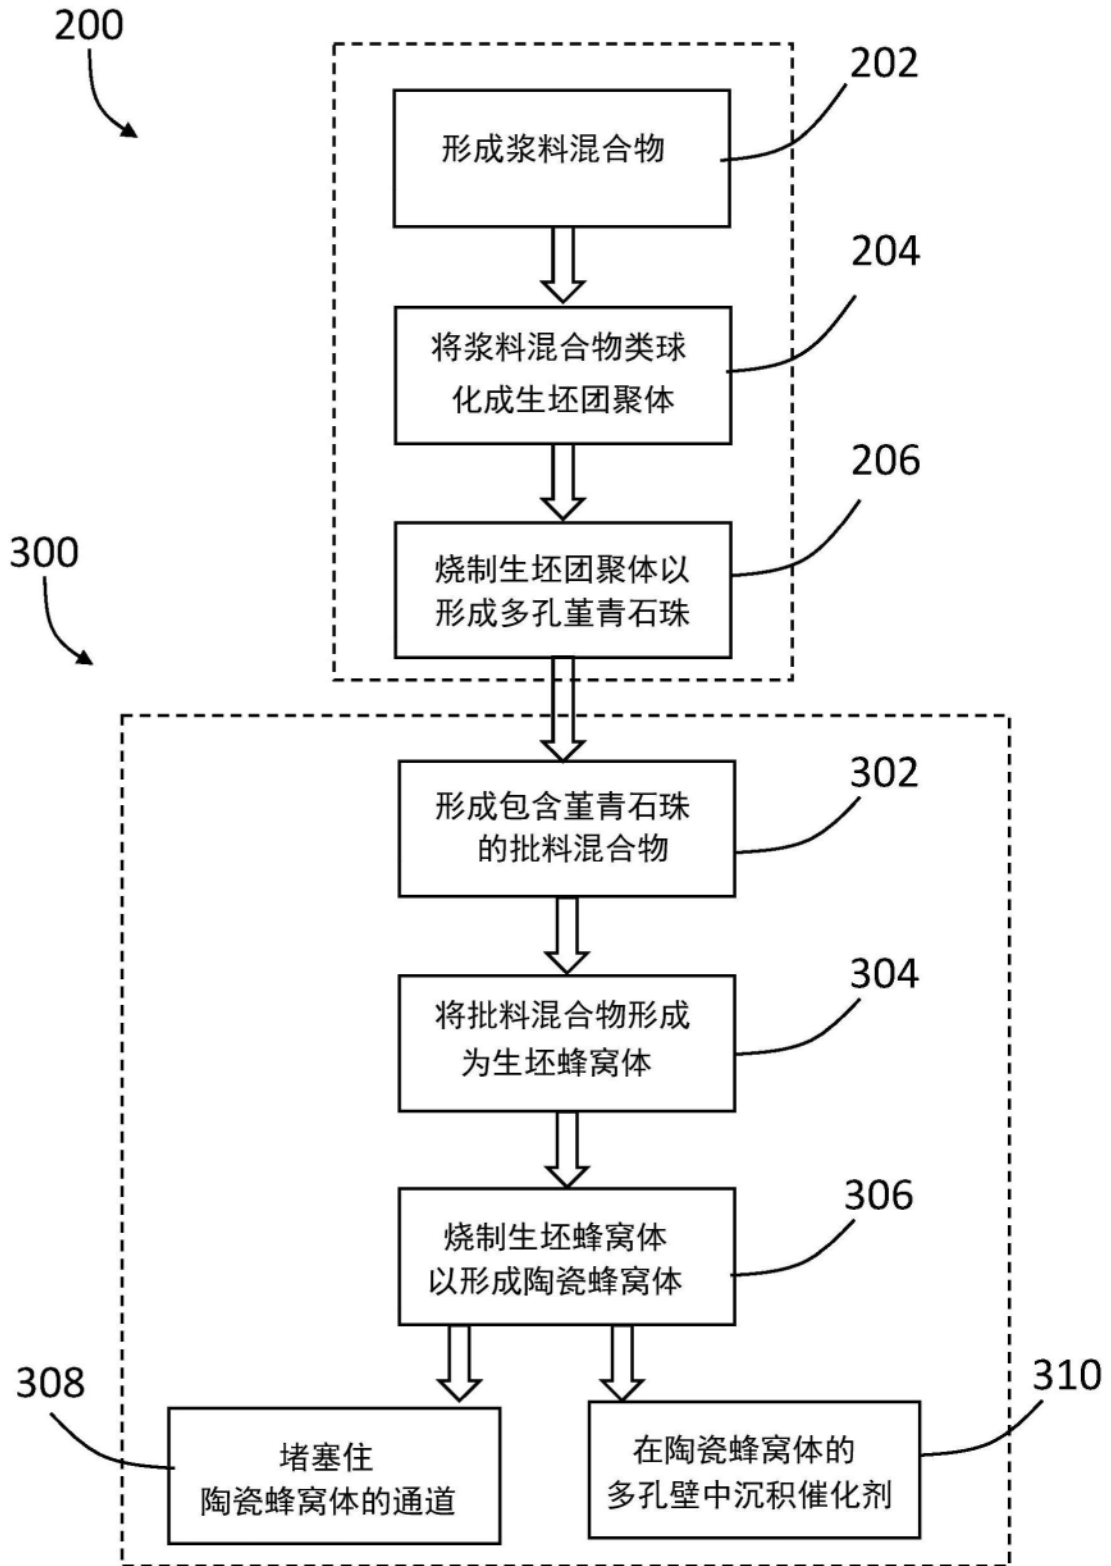 200
202
形成浆料混合物
204
将浆料混合物类球
化成生坯团聚体
206
烧制生坯团聚体以
形成多孔堇青石珠
300
302
形成包含堇青石珠
的批料混合物
304
将批料混合物形成
为生坯蜂窝体
306
烧制生坯蜂窝体
以形成陶瓷蜂窝体
308
堵塞住
陶瓷蜂窝体的通道
310
在陶瓷蜂窝体的
多孔壁中沉积催化剂